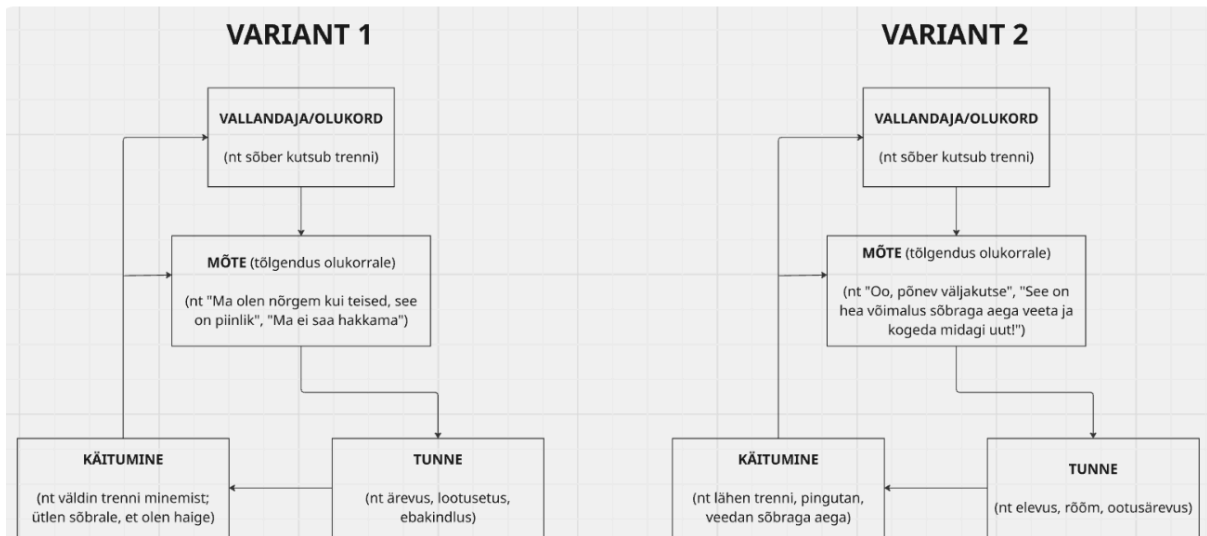 VARIANT 1
VALLANDAJA/OLUKORD
(nt sõber kutsub trenni)
MÕTE (tõlgendus olukorrale)
(nt "Ma olen nõrgem kui teised, see
on piinlik", "Ma ei saa hakkama")
KÄITUMINE
(nt väldin trenni minemist;
ütlen sõbrale, et olen haige)
TUNNE
(nt ärevus, lootusetus,
ebakindlus)
VARIANT 2
VALLANDAJA/OLUKORD
(nt sõber kutsub trenni)
MÕTE (tõlgendus olukorrale)
(nt "Oo, põnev väljakutse", "See on
hea võimalus sõbraga aega veeta ja
kogeda midagi uut!")
KÄITUMINE
(nt lähen trenni, pingutan,
veedan sõbraga aega)
TUNNE
(nt elevus, rõõm, ootusärevus)